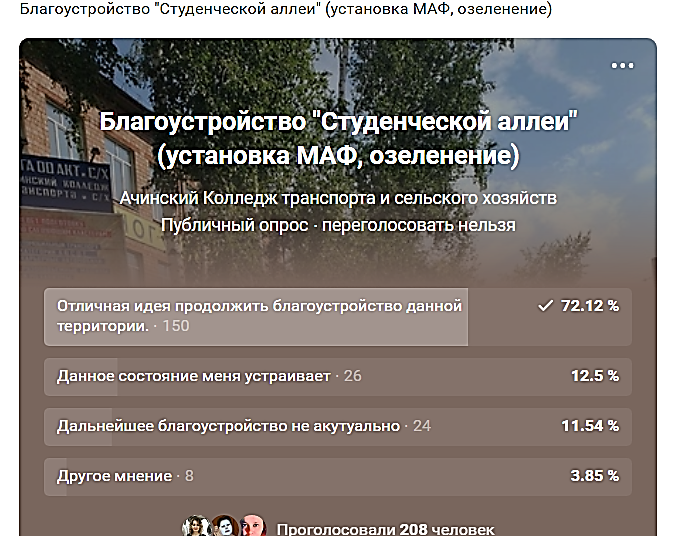 Благоустройство "Студенческой аллеи" (установка МАФ, озеленение)
Благоустройство "Студенческой аллеи"
(установка МАФ, озеленение)
Ачинский Колледж транспорта и сельского хозяйств
Публичный опрос · переголосовать нельзя
Отличная идея продолжить благоустройство данной
территории. · 150
72.12 %
Данное состояние меня устраивает · 26
12.5 %
Дальнейшее благоустройство не акутуально · 24
11.54 %
Другое мнение · 8
3.85 %
Проголосовали 208 человек